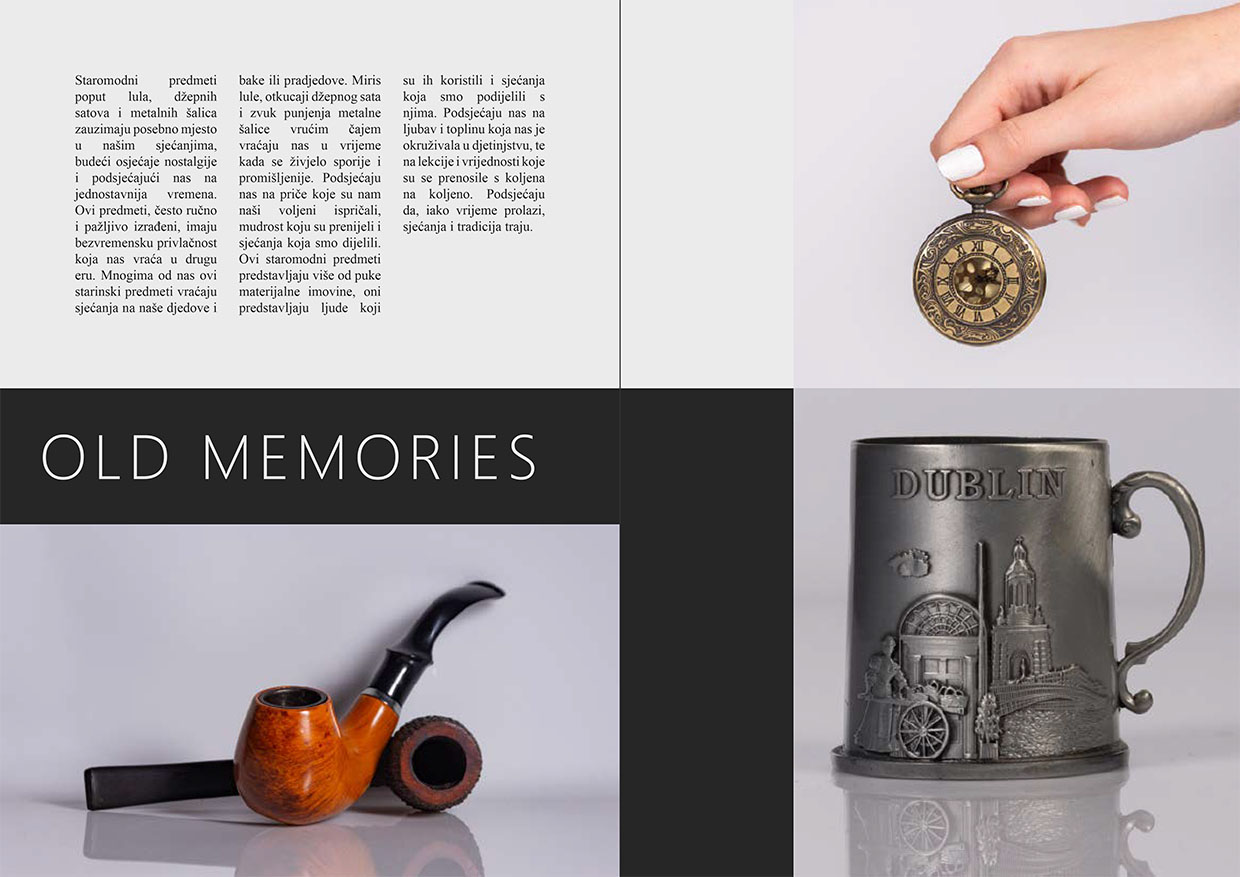 Staromodni predmeti
poput lula, džepnih
satova i metalnih šalica
zauzimaju posebno mjesto
u našim sjećanjima,
budeći osjećaje nostalgije
i podsjećajući nas na
jednostavnija vremena.
Ovi predmeti, često ručno
i pažljivo izrađeni, imaju
bezvremensku privlačnost
koja nas vraća u drugu
eru. Mnogima od nas ovi
starinski predmeti vraćaju
sjećanja na naše djedove i
bake ili pradjedove. Miris
lule, otkucaji džepnog sata
i zvuk punjenja metalne
šalice vrućim čajem
vraćaju nas u vrijeme
kada se živjelo sporije i
promišljenije. Podsjećaju
nas na priče koje su nam
naši voljeni ispričali,
mudrost koju su prenijeli i
sjećanja koja smo dijelili.
Ovi staromodni predmeti
predstavljaju više od puke
materijalne imovine, oni
predstavljaju ljude koji
su ih koristili i sjećanja
koja smo podijelili s
njima. Podsjećaju nas na
ljubav i toplinu koja nas je
okruživala u djetinjstvu, te
na lekcije i vrijednosti koje
su se prenosile s koljena
na koljeno. Podsjećaju
da, iako vrijeme prolazi,
sjećanja i tradicija traju.
OLD MEMORIES
DUBLIN